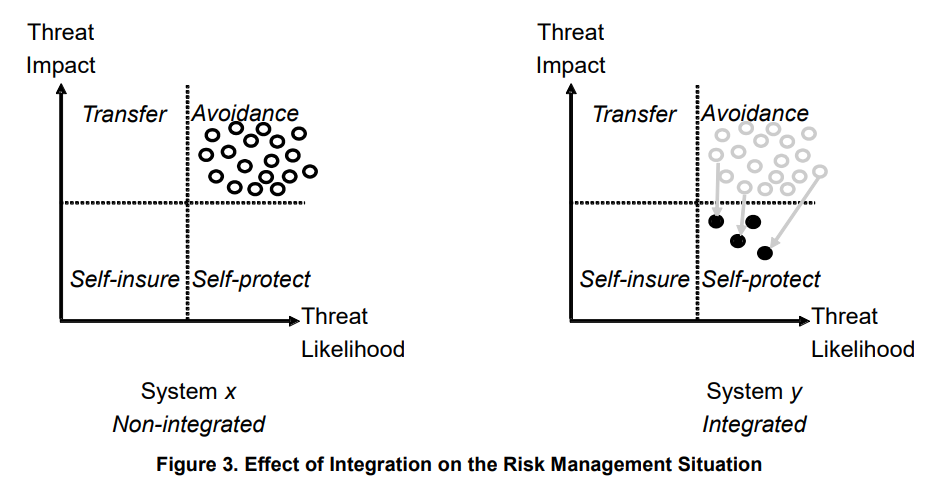 Threat
Impact
Transfer
Avoidance
Self-insure
Self-protect
Threat
Likelihood
System x
Non-integrated
Threat
Impact
Transfer
Avoidance
Self-insure
Self-protect
Threat
Likelihood
System y
Integrated
Figure 3. Effect of Integration on the Risk Management Situation